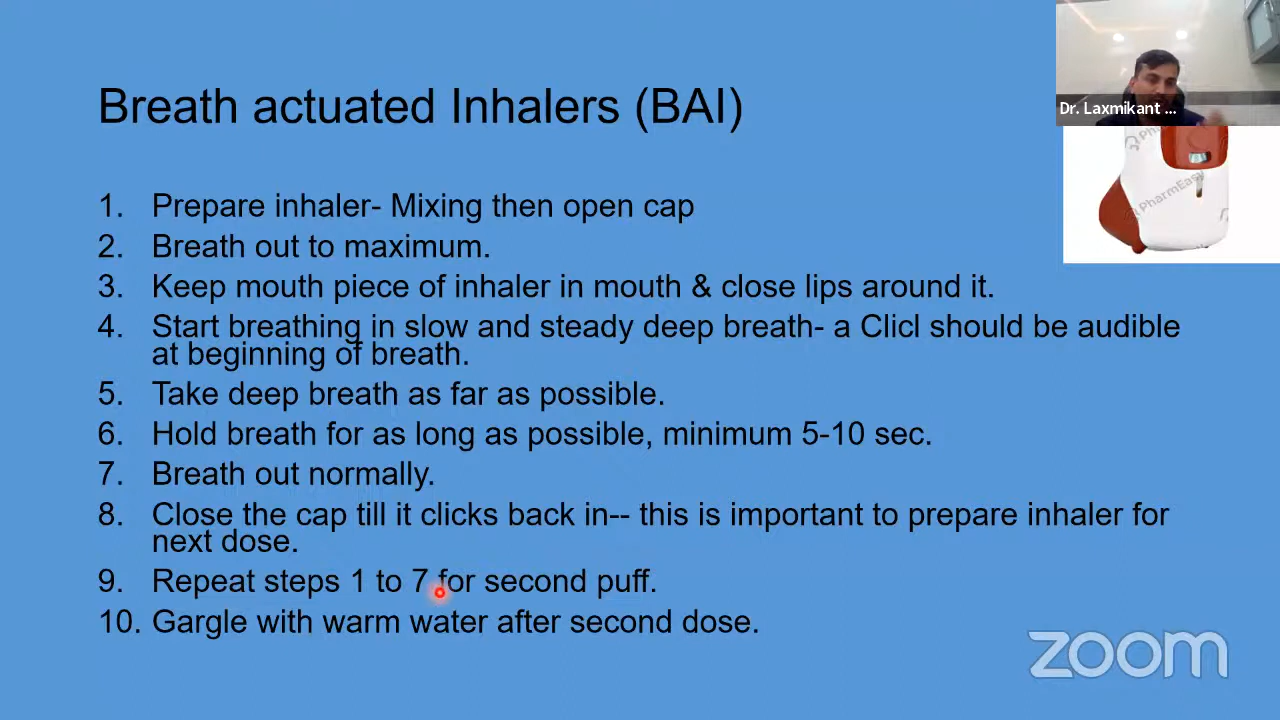 Breath actuated Inhalers (BAI)
Dr. Laxmikant ...
PharmEasy
1. Prepare inhaler- Mixing then open cap
2. Breath out to maximum.
3. Keep mouth piece of inhaler in mouth & close lips around it.
4. Start breathing in slow and steady deep breath- a Clicl should be audible
at beginning of breath.
5. Take deep breath as far as possible.
6. Hold breath for as long as possible, minimum 5-10 sec.
7. Breath out normally.
8. Close the cap till it clicks back in-- this is important to prepare inhaler for
next dose.
9. Repeat steps 1 to 7 for second puff.
10. Gargle with warm water after second dose.
zoom